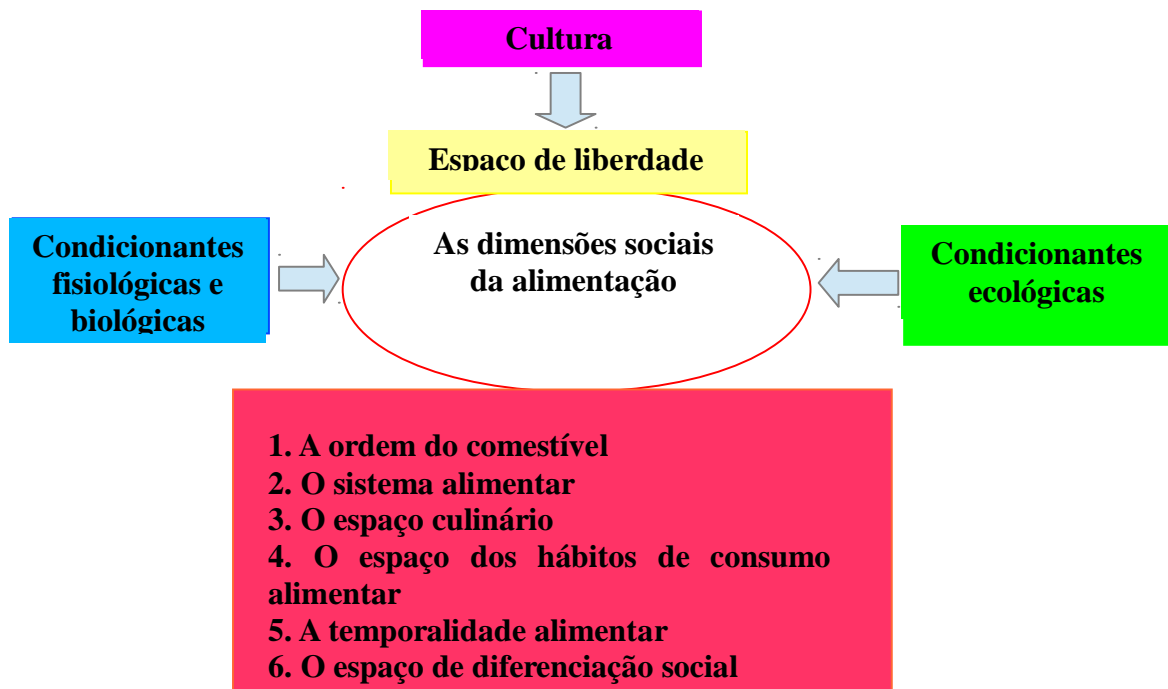 Cultura
Espaço de liberdade
As dimensões sociais
da alimentação
Condicionantes
fisiológicas e
biológicas
Condicionantes
ecológicas
1. A ordem do comestível
2. O sistema alimentar
3. O espaço culinário
4. O espaço dos hábitos de consumo
alimentar
5. A temporalidade alimentar
6. O espaço de diferenciação social